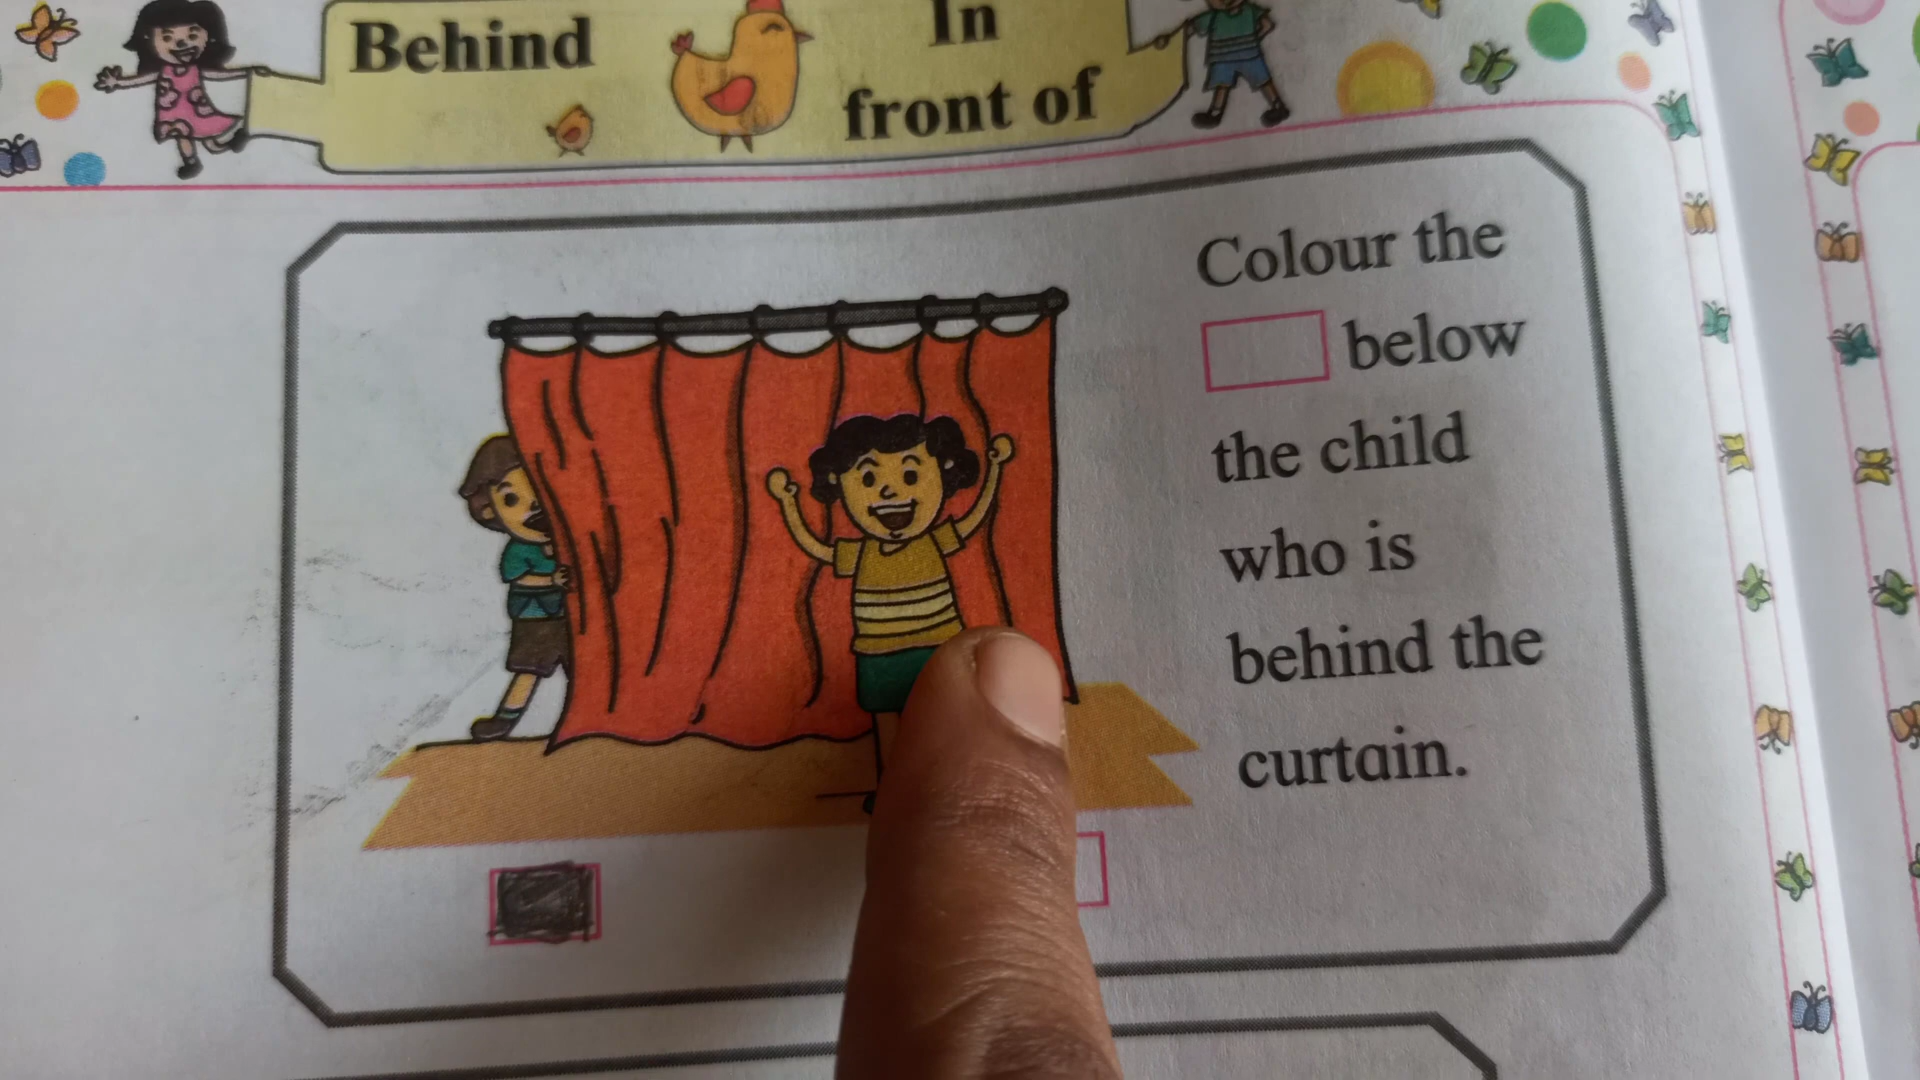 Behind
In
front of
Colour the
below
the child
who is
behind the
curtain.